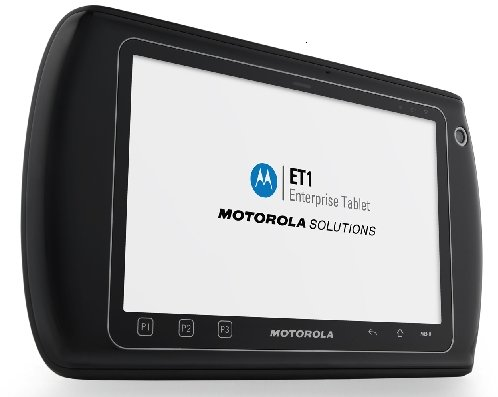 ET1
Enterprise Tablet
MOTOROLA SOLUTIONS
P1 P2 P3 MOTOROLA